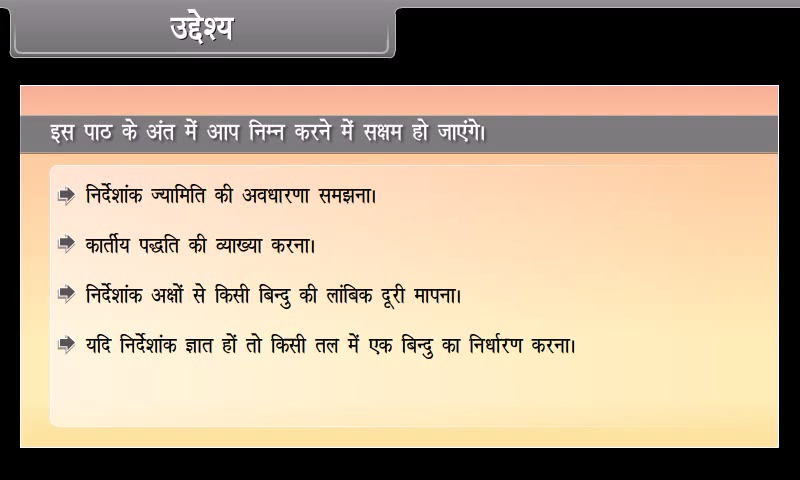 उद्देश्य
इस पाठ के अंत में आप निम्न करने में सक्षम हो जाएंगे।
निर्देशांक ज्यामिति की अवधारणा समझना।
कार्तीय पद्धति की व्याख्या करना।
निर्देशांक अक्षों से किसी बिन्दु की लांबिक दूरी मापना।
यदि निर्देशांक ज्ञात हों तो किसी तल में एक बिन्दु का निर्धारण करना।